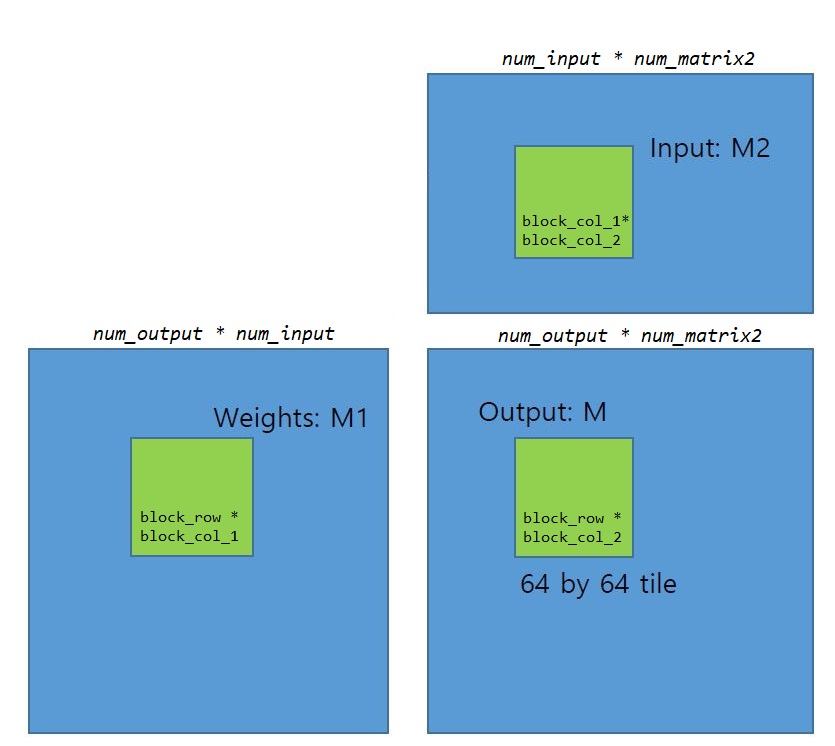 num_input * num_matrix2
Input: M2
block_col_1*
block_col_2
num_output * num_input
num_output * num_matrix2
Weights: M1
Output: M
block_row *
block_col_1
block_row *
block_col_2
64 by 64 tile